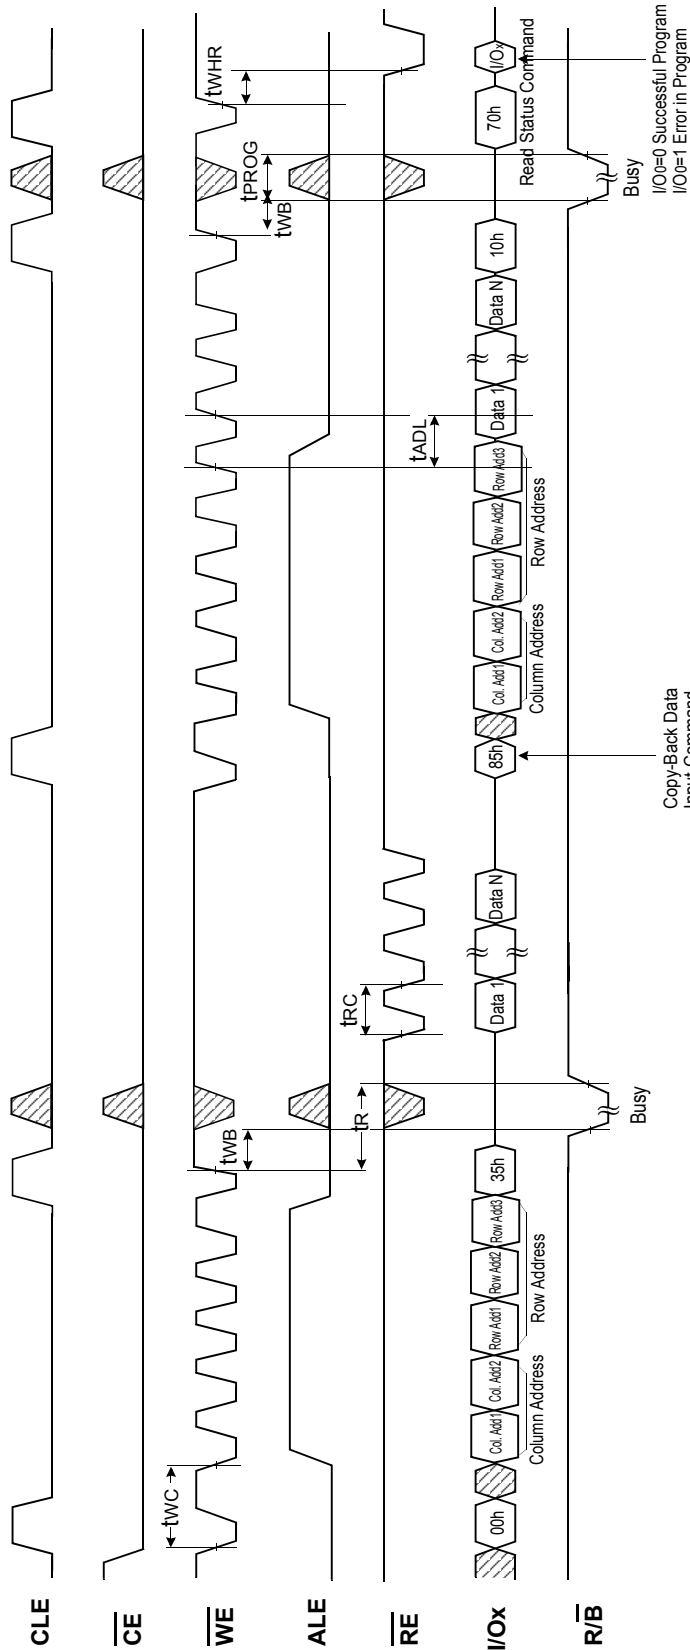 CLE
C̅E̅
W̅E̅
tWC
tWB
tWB
tPROG
tWHR
ALE
tR
tADL
R̅E̅
tRC
I/Ox
00h
Col. Add1
Col. Add2
Row Add1
Row Add2
Row Add3
35h
Data 1
Data N
85h
Col. Add1
Col. Add2
Row Add1
Row Add2
Row Add3
Data 1
Data N
10h
70h
I/Ox
Column Address
Row Address
Column Address
Row Address
Read Status Command
R/B̅
Busy
Busy
Copy-Back Data
Input Command
I/O0=0 Successful Program
I/O0=1 Error in Program